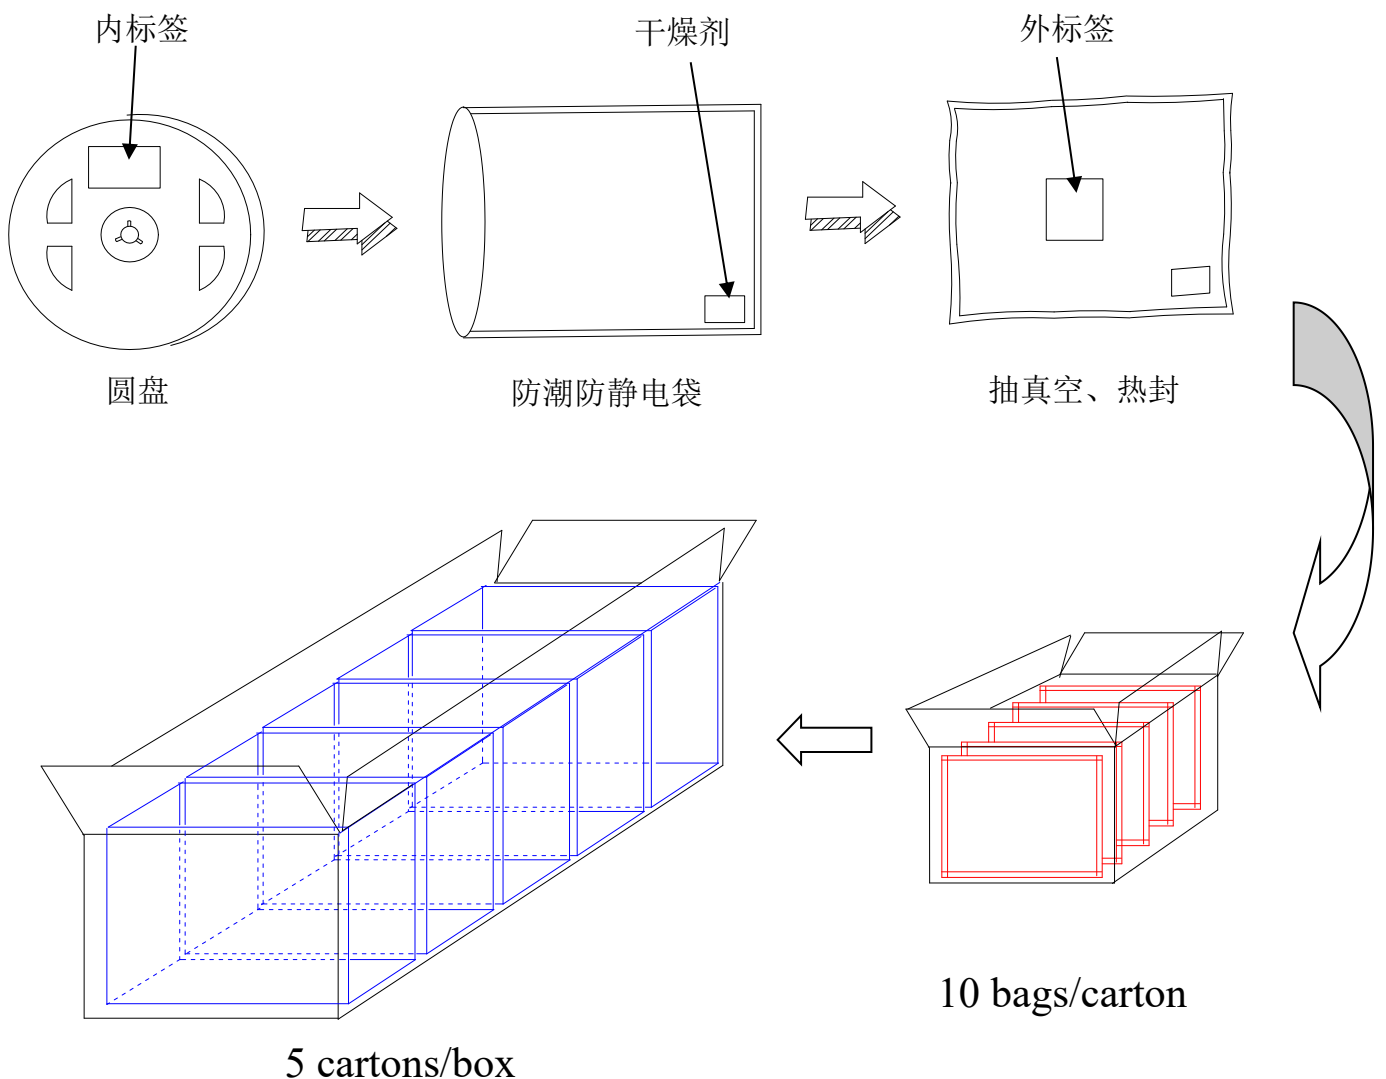 内标签
干燥剂
外标签
圆盘
防潮防静电袋
抽真空、热封
10 bags/carton
5 cartons/box